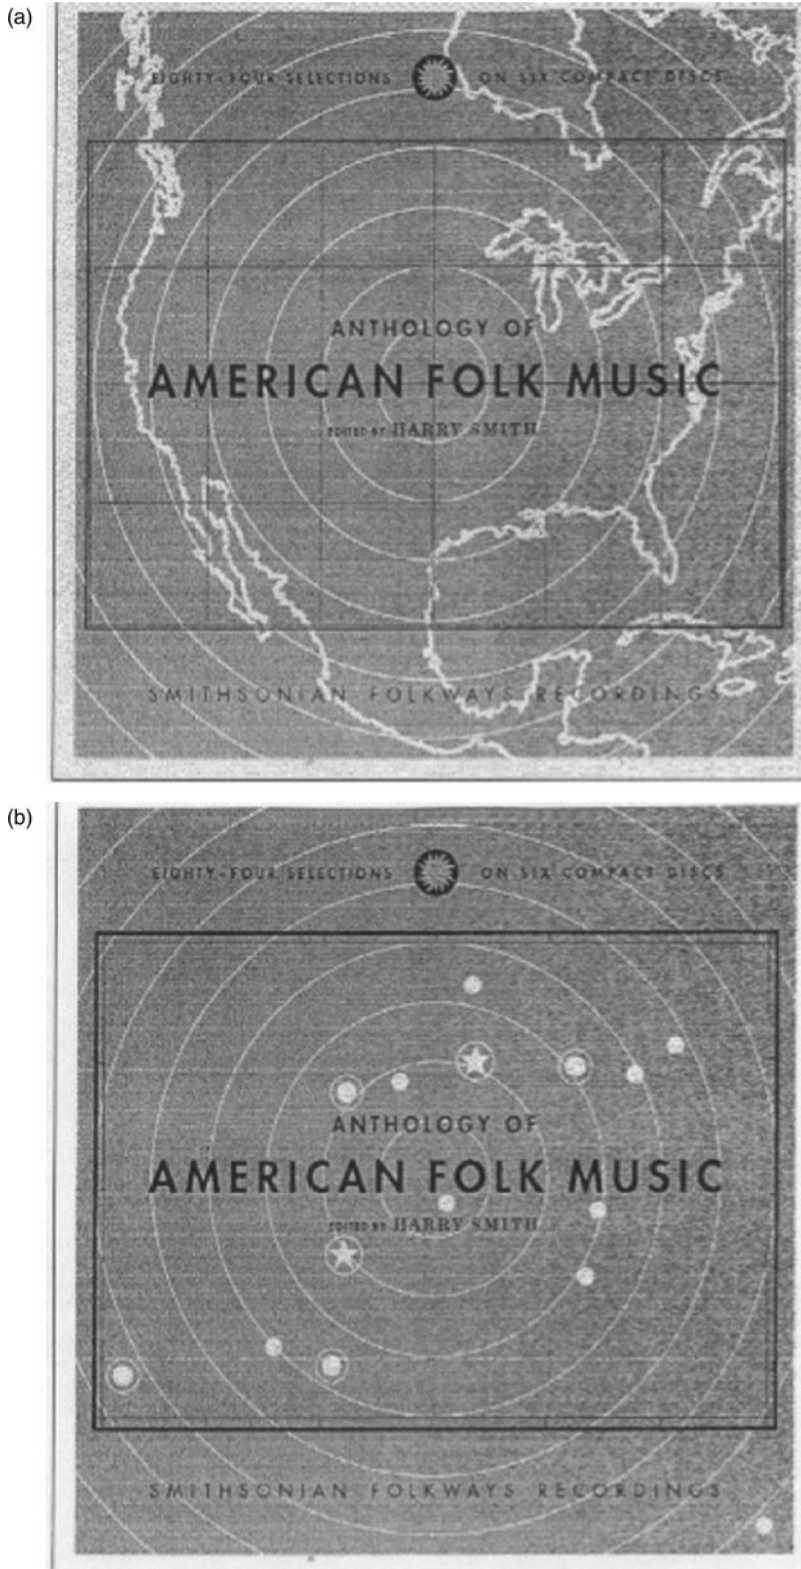 (a)
EIGHTY-FOUR SELECTIONS ON SIX COMPACT DISCS
ANTHOLOGY OF
AMERICAN FOLK MUSIC
EDITED BY HARRY SMITH
SMITHSONIAN FOLKWAYS RECORDINGS
(b)
EIGHTY-FOUR SELECTIONS ON SIX COMPACT DISCS
ANTHOLOGY OF
AMERICAN FOLK MUSIC
EDITED BY HARRY SMITH
SMITHSONIAN FOLKWAYS RECORDINGS